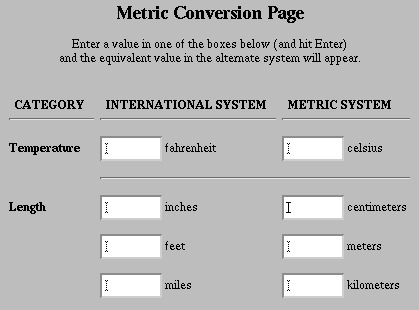 Metric Conversion Page
Enter a value in one of the boxes below (and hit Enter)
and the equivalent value in the alternate system will appear.
CATEGORY INTERNATIONAL SYSTEM METRIC SYSTEM
Temperature fahrenheit celsius
Length inches centimeters
feet meters
miles kilometers